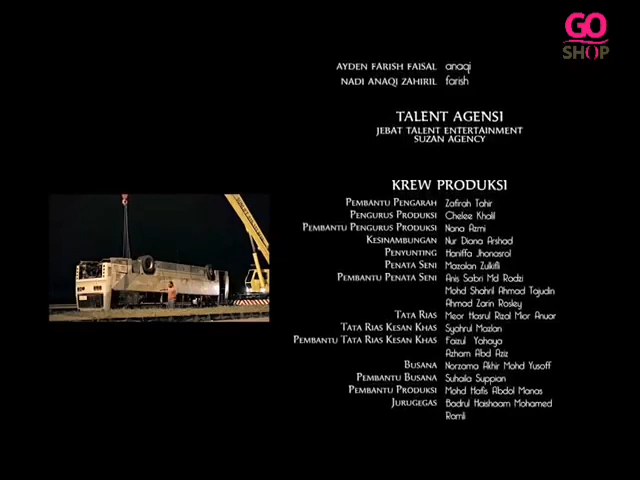 GO
SHOP
AYDEN FARISH FAISAL anaqi
NADI ANAQI ZAHIRIL farish
TALENT AGENSI
JEBAT TALENT ENTERTAINMENT
SUZAN AGENCY
KREW PRODUKSI
PEMBANTU PENGARAH Zafirah Tahir
PENGURUS PRODUKSI Chelee Khalil
PEMBANTU PENGURUS PRODUKSI Nana Azmi
KESINAMBUNGAN Nur Diana Arshad
PENYUNTING Haniffa Jhonasrol
PENATA SENI Mazalan Zulkifli
PEMBANTU PENATA SENI Anis Sabri Md Radzi
Mohd Shahril Ahmad Tajudin
Ahmad Zarin Rosley
TATA RIAS Meor Hasrul Rizal Mior Anuar
TATA RIAS KESAN KHAS Syahrul Mazlan
PEMBANTU TATA RIAS KESAN KHAS Faizul Yahaya
Azham Abd Aziz
BUSANA Norzama Akhir Mohd Yusoff
PEMBANTU BUSANA Suhaila Suppian
PEMBANTU PRODUKSI Mohd Hafis Abdol Manas
JURUGEGAS Badrul Haishaam Mohamed
Ramli